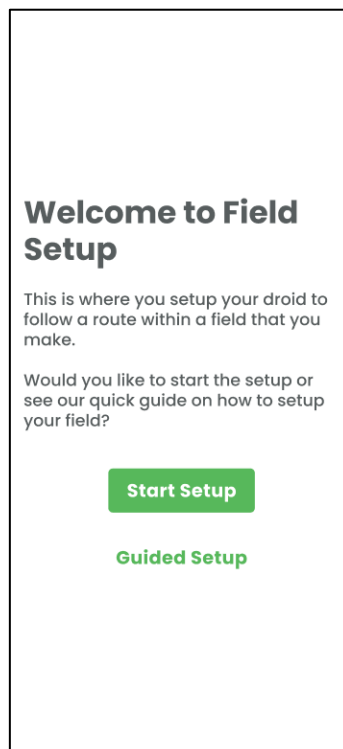 Welcome to Field
Setup
This is where you setup your droid to
follow a route within a field that you
make.
Would you like to start the setup or
see our quick guide on how to setup
your field?
Start Setup
Guided Setup